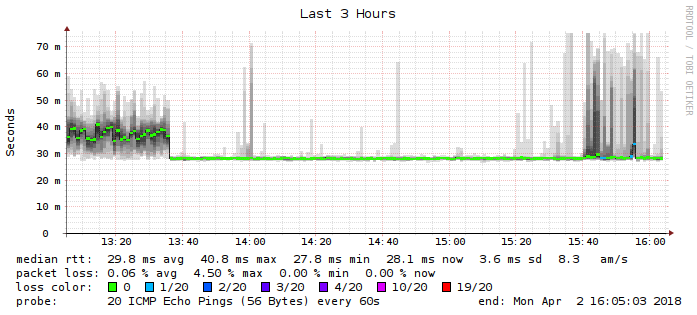 Last 3 Hours
RRDTOOL / TOBI OETIKER
Seconds
70 m
60 m
50 m
40 m
30 m
20 m
10 m
0
13:20 13:40 14:00 14:20 14:40 15:00 15:20 15:40 16:00
median rtt: 29.8 ms avg 40.8 ms max 27.8 ms min 28.1 ms now 3.6 ms sd 8.3 am/s
packet loss: 0.06 % avg 4.50 % max 0.00 % min 0.00 % now
loss color: 0 1/20 2/20 3/20 4/20 10/20 19/20
probe: 20 ICMP Echo Pings (56 Bytes) every 60s end: Mon Apr 2 16:05:03 2018